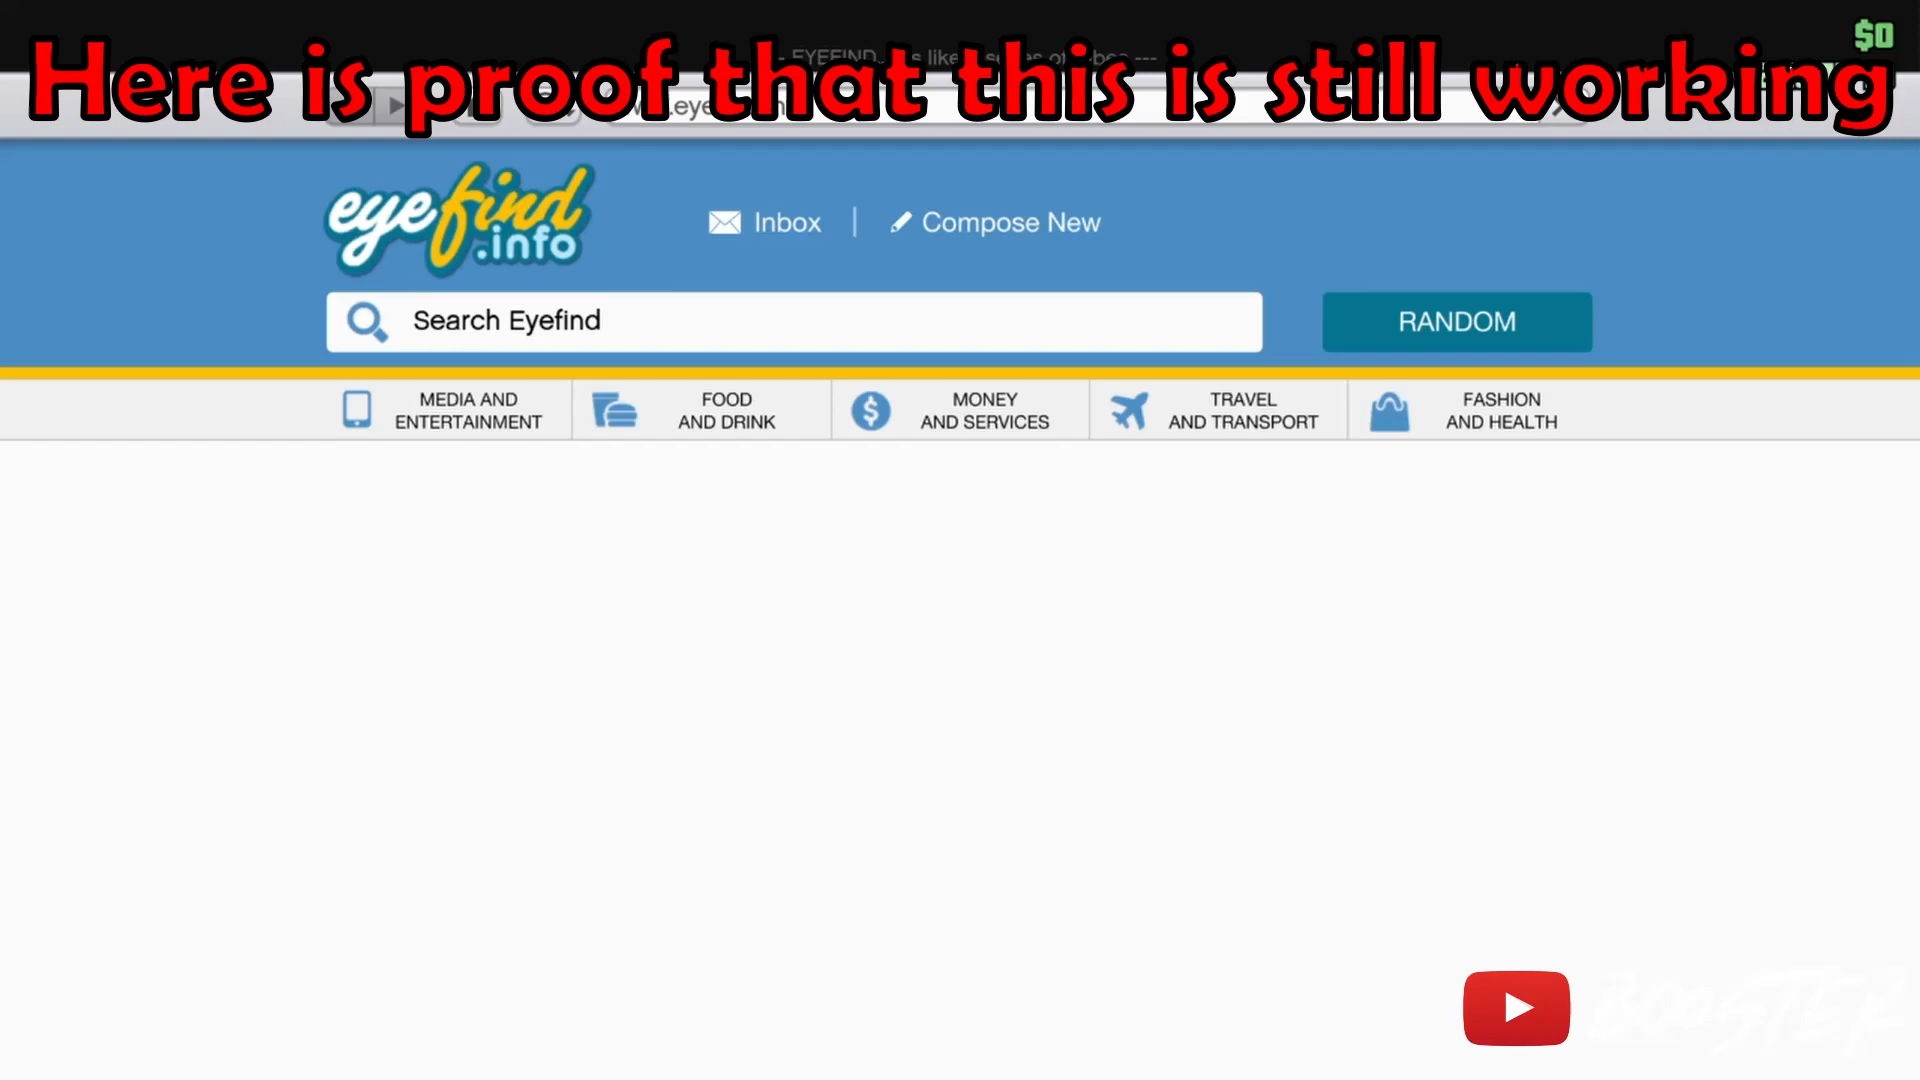 $0
Here is proof that this is still working
eyefind
.info
Inbox
Compose New
Search Eyefind
RANDOM
MEDIA AND
ENTERTAINMENT
FOOD
AND DRINK
MONEY
AND SERVICES
TRAVEL
AND TRANSPORT
FASHION
AND HEALTH
BOOSTER